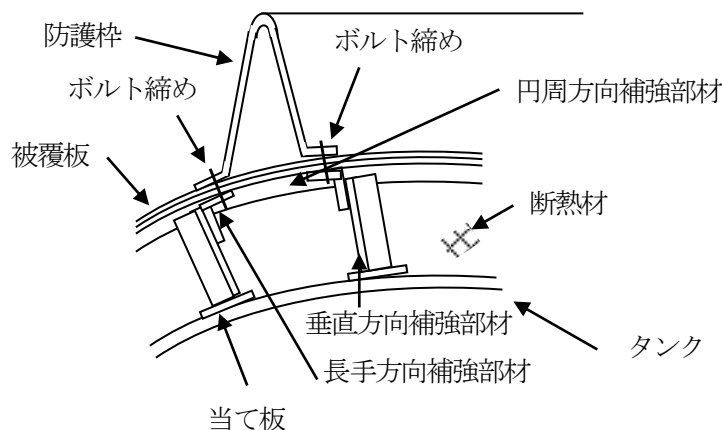 防護枠
ボルト締め
ボルト締め
円周方向補強部材
被覆板
断熱材
垂直方向補強部材
タンク
長手方向補強部材
当て板